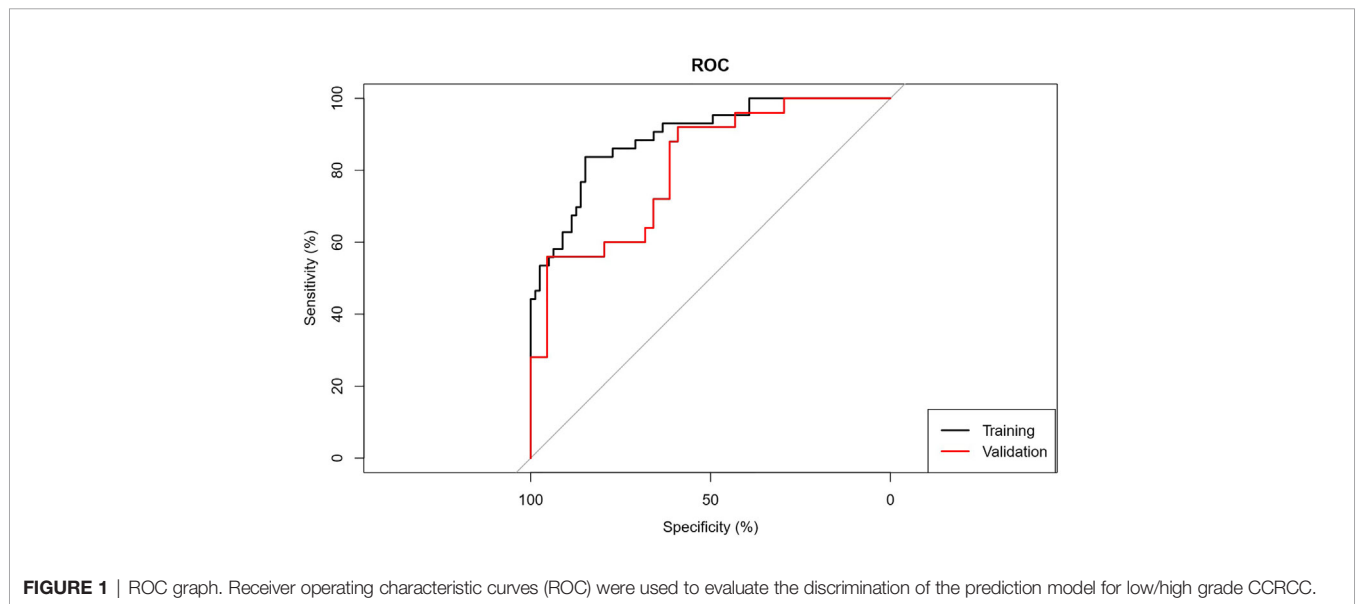 ROC
100
80
60
40
20
0
Sensitivity (%)
100 50 0
Specificity (%)
Training
Validation
FIGURE 1 | ROC graph. Receiver operating characteristic curves (ROC) were used to evaluate the discrimination of the prediction model for low/high grade CCRCC.